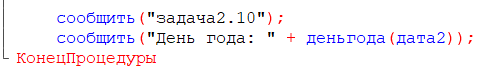 сообщить("задача2.10");
сообщить("День года: " + деньгода(дата2));
КонецПроцедуры